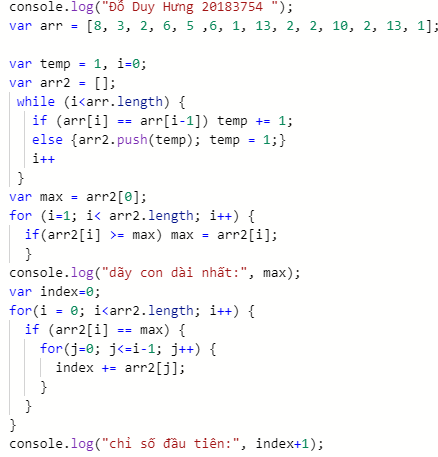 console.log("Đỗ Duy Hưng 20183754 ");
var arr = [8, 3, 2, 6, 5 ,6, 1, 13, 2, 2, 10, 2, 13, 1];
var temp = 1, i=0;
var arr2 = [];
while (i<arr.length) {
if (arr[i] == arr[i-1]) temp += 1;
else {arr2.push(temp); temp = 1;}
i++
}
var max = arr2[0];
for (i=1; i< arr2.length; i++) {
if(arr2[i] >= max) max = arr2[i];
}
console.log("dãy con dài nhất:", max);
var index=0;
for(i = 0; i<arr2.length; i++) {
if (arr2[i] == max) {
for(j=0; j<=i-1; j++) {
index += arr2[j];
}
}
}
console.log("chỉ số đầu tiên:", index+1);